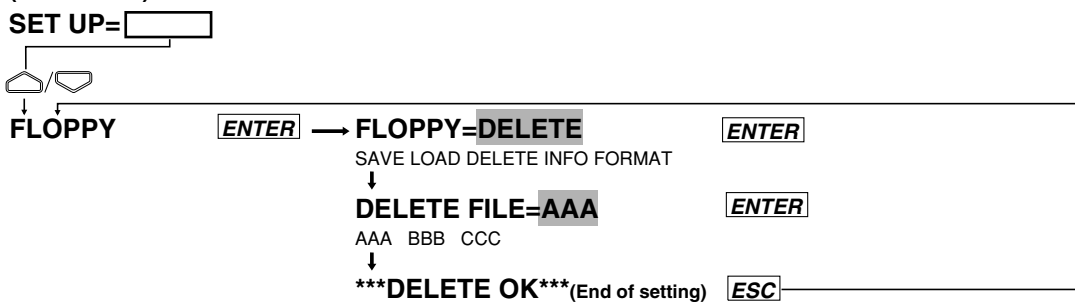 SET UP=
/
FLOPPY ENTER FLOPPY=DELETE ENTER
SAVE LOAD DELETE INFO FORMAT
DELETE FILE=AAA ENTER
AAA BBB CCC
***DELETE OK***(End of setting) ESC